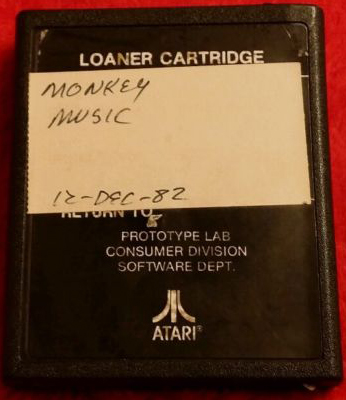 LOANER CARTRIDGE
MONKEY
MUSIC
12-DEC-82
RETURN TO
PROTOTYPE LAB
CONSUMER DIVISION
SOFTWARE DEPT.
ATARI®